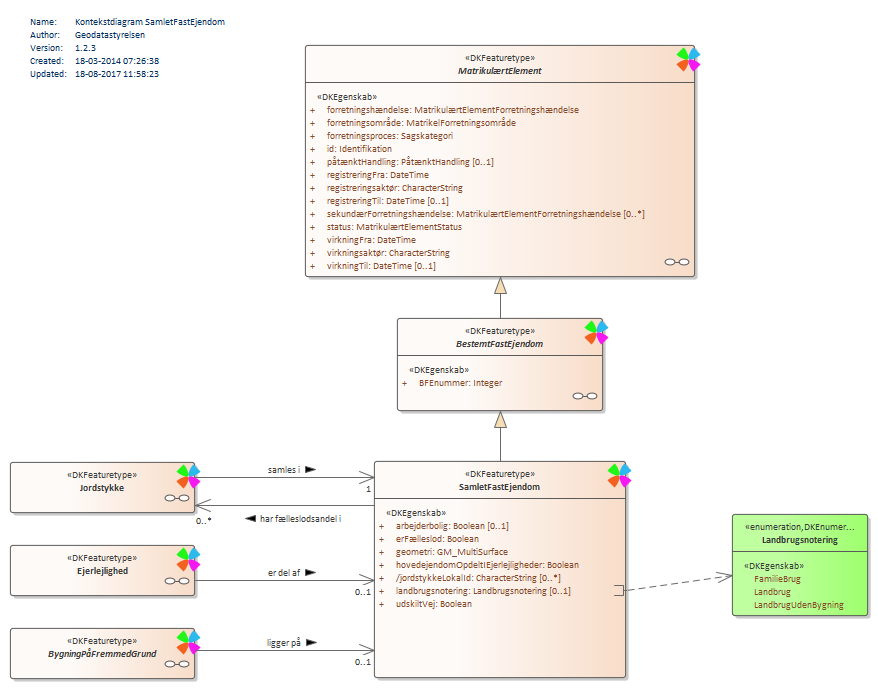 Name: Kontekstdiagram SamletFastEjendom
Author: Geodatastyrelsen
Version: 1.2.3
Created: 18-03-2014 07:26:38
Updated: 18-08-2017 11:58:23
«DKFeaturetype»
MatrikulærtElement
«DKEgenskab»
+ forretningshændelse: MatrikulærtElementForretningshændelse
+ forretningsområde: MatrikelForretningsområde
+ forretningsproces: Sagskategori
+ id: Identifikation
+ påtænktHandling: PåtænktHandling [0..1]
+ registreringFra: DateTime
+ registreringsaktør: CharacterString
+ registreringTil: DateTime [0..1]
+ sekundærForretningshændelse: MatrikulærtElementForretningshændelse [0..*]
+ status: MatrikulærtElementStatus
+ virkningFra: DateTime
+ virkningsaktør: CharacterString
+ virkningTil: DateTime [0..1]
«DKFeaturetype»
BestemtFastEjendom
«DKEgenskab»
+ BFEnummer: Integer
«DKFeaturetype»
Jordstykke
samles i
1
har fælleslodsandel i
0..*
«DKFeaturetype»
Ejerlejlighed
er del af
0..1
«DKFeaturetype»
BygningPåFremmedGrund
ligger på
0..1
«DKFeaturetype»
SamletFastEjendom
«DKEgenskab»
+ arbejderbolig: Boolean [0..1]
+ erFælleslod: Boolean
+ geometri: GM_MultiSurface
+ hovedejendomOpdeltIEjerlejligheder: Boolean
+ /jordstykkeLokalId: CharacterString [0..*]
+ landbrugsnotering: Landbrugsnotering [0..1]
+ udskiltVej: Boolean
«enumeration,DKEnumer...
Landbrugsnotering
«DKEgenskab»
FamilieBrug
Landbrug
LandbrugUdenBygning